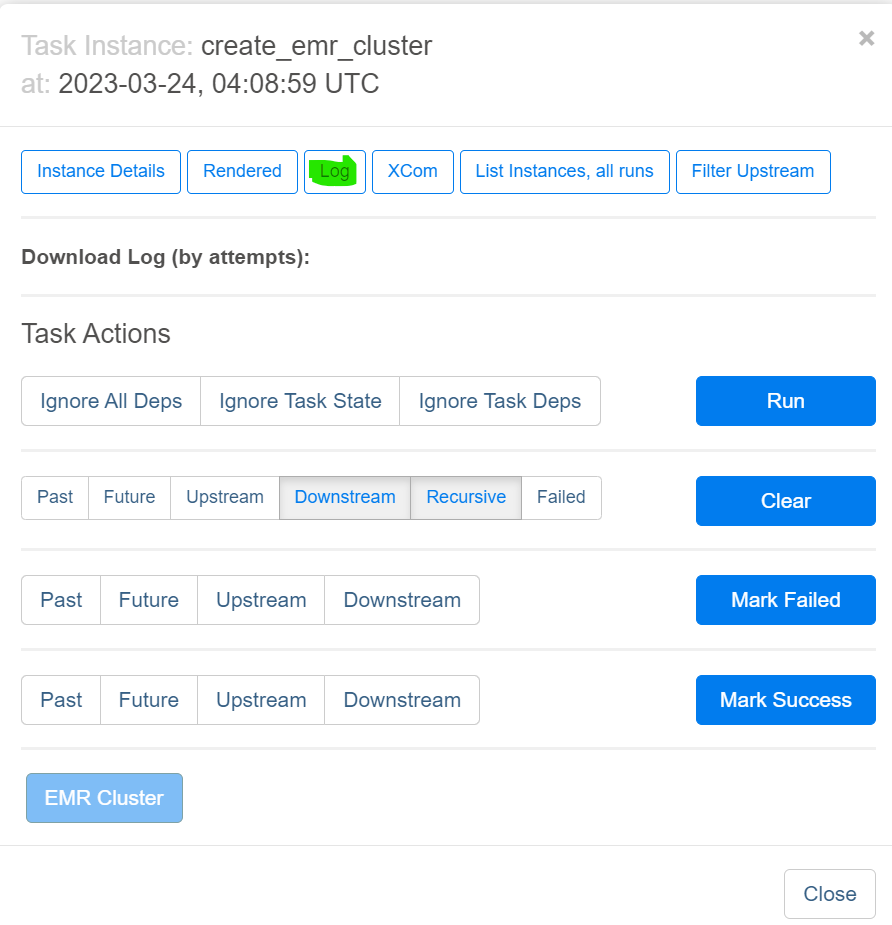 Task Instance: create_emr_cluster
at: 2023-03-24, 04:08:59 UTC
×
Instance Details Rendered Log XCom List Instances, all runs Filter Upstream
Download Log (by attempts):
Task Actions
Ignore All Deps Ignore Task State Ignore Task Deps Run
Past Future Upstream Downstream Recursive Failed Clear
Past Future Upstream Downstream Mark Failed
Past Future Upstream Downstream Mark Success
EMR Cluster
Close